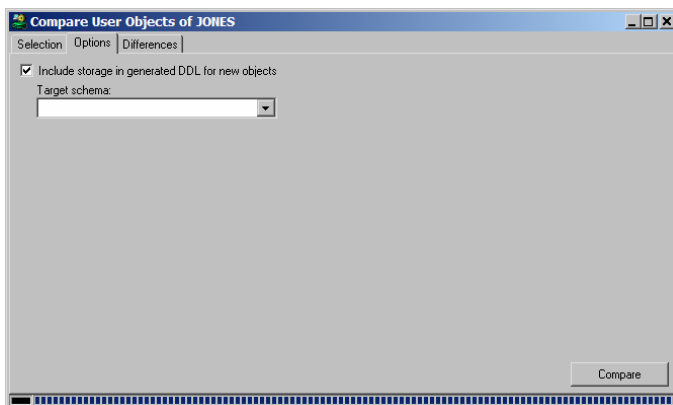 Compare User Objects of JONES
Selection Options Differences
Include storage in generated DDL for new objects
Target schema:
Compare